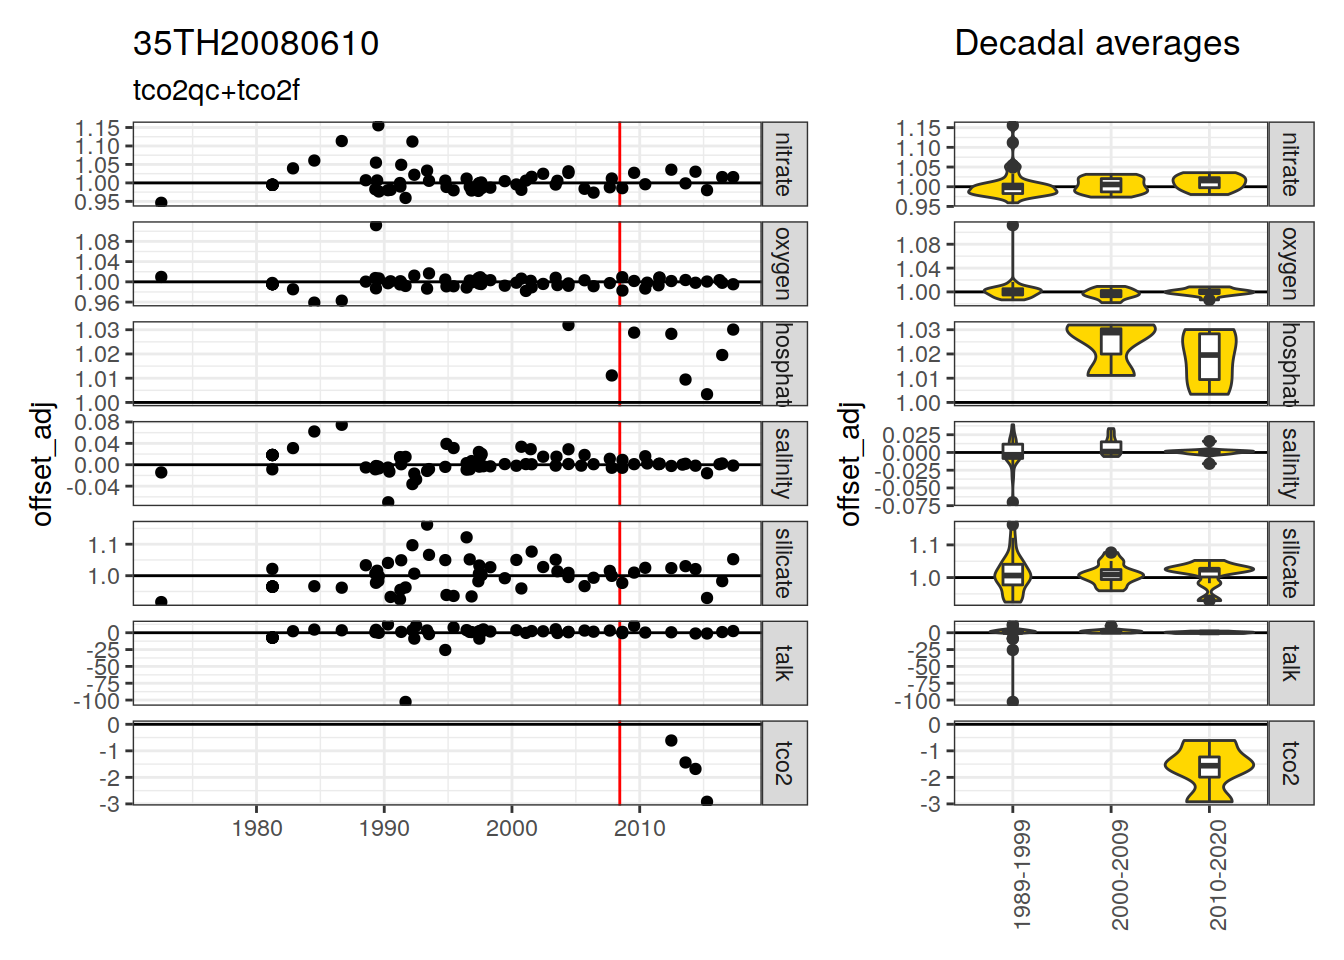 35TH20080610
tco2qc+tco2f
offset_adj
1.15
1.10
1.05
1.00
0.95
nitrate
1.08
1.04
1.00
0.96
oxygen
1.03
1.02
1.01
1.00
hosphat
0.08
0.04
0.00
-0.04
salinity
1.1
1.0
silicate
0
-25
-50
-75
-100
talk
0
-1
-2
-3
tco2
1980 1990 2000 2010
Decadal averages
offset_adj
1.15
1.10
1.05
1.00
0.95
nitrate
1.08
1.04
1.00
oxygen
1.03
1.02
1.01
1.00
hosphat
0.025
0.000
-0.025
-0.050
-0.075
salinity
1.1
1.0
silicate
0
-25
-50
-75
-100
talk
0
-1
-2
-3
tco2
1989-1999
2000-2009
2010-2020